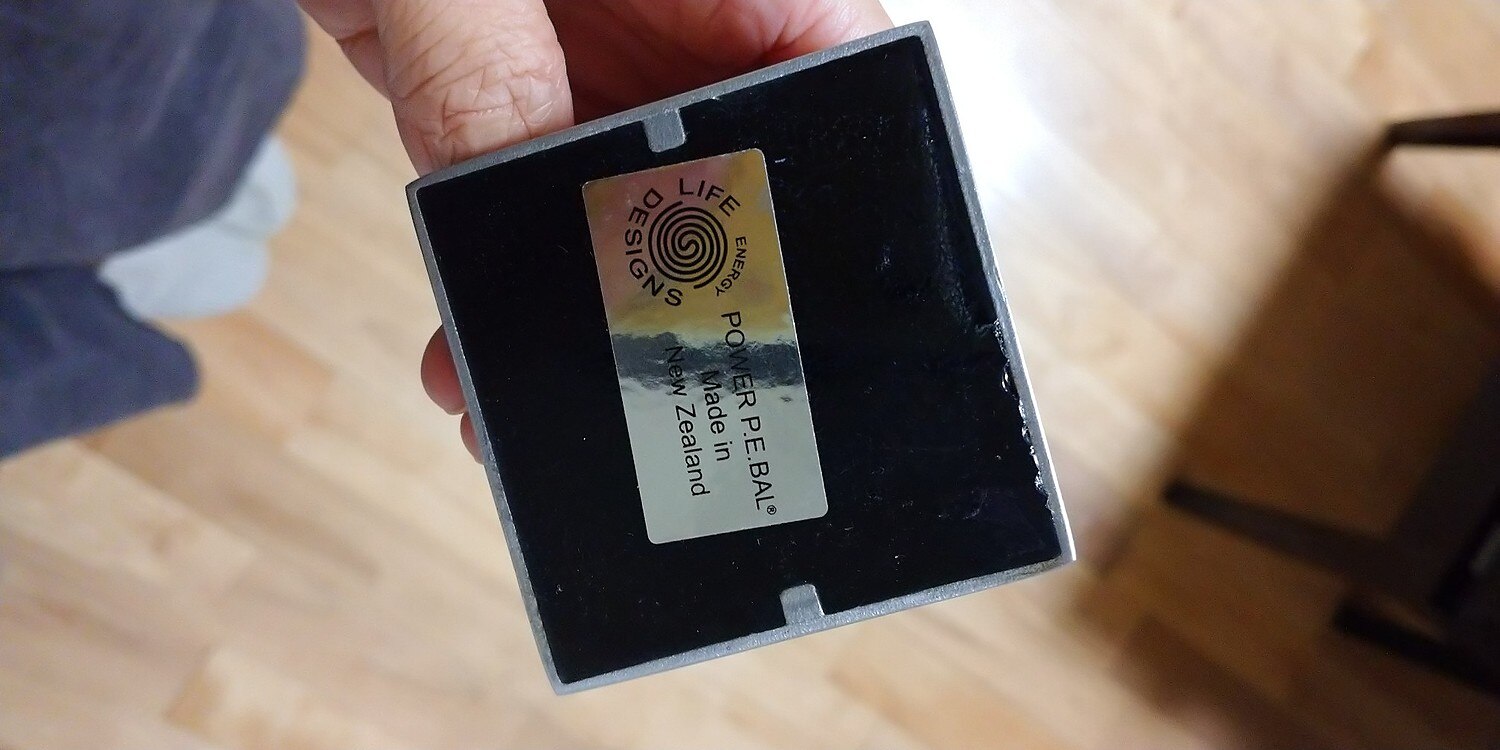 LIFE ENERGY DESIGNS
POWER P.E.BAL®
Made in
New Zealand